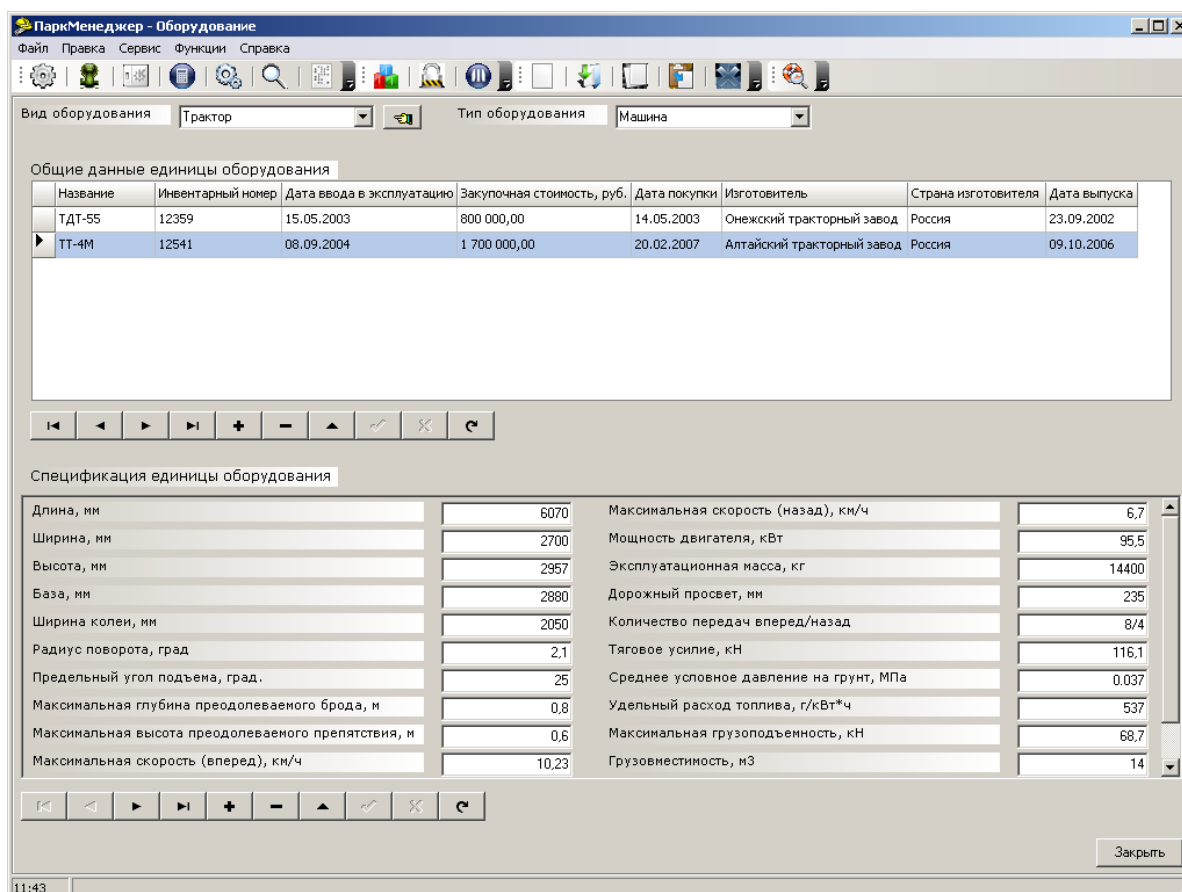 ПаркМенеджер - Оборудование
Файл Правка Сервис Функции Справка
Вид оборудования Трактор Тип оборудования Машина
Общие данные единицы оборудования
Название Инвентарный номер Дата ввода в эксплуатацию Закупочная стоимость, руб. Дата покупки Изготовитель Страна изготовителя Дата выпуска
ТДТ-55 12359 15.05.2003 800 000,00 14.05.2003 Онежский тракторный завод Россия 23.09.2002
ТТ-4М 12541 08.09.2004 1 700 000,00 20.02.2007 Алтайский тракторный завод Россия 09.10.2006
Спецификация единицы оборудования
Длина, мм 6070 Максимальная скорость (назад), км/ч 6,7
Ширина, мм 2700 Мощность двигателя, кВт 95,5
Высота, мм 2957 Эксплуатационная масса, кг 14400
База, мм 2880 Дорожный просвет, мм 235
Ширина колеи, мм 2050 Количество передач вперед/назад 8/4
Радиус поворота, град 2,1 Тяговое усилие, кН 116,1
Предельный угол подъема, град. 25 Среднее условное давление на грунт, МПа 0.037
Максимальная глубина преодолеваемого брода, м 0,8 Удельный расход топлива, г/кВт*ч 537
Максимальная высота преодолеваемого препятствия, м 0,6 Максимальная грузоподъемность, кН 68,7
Максимальная скорость (вперед), км/ч 10,23 Грузовместимость, м3 14
Закрыть
11:43